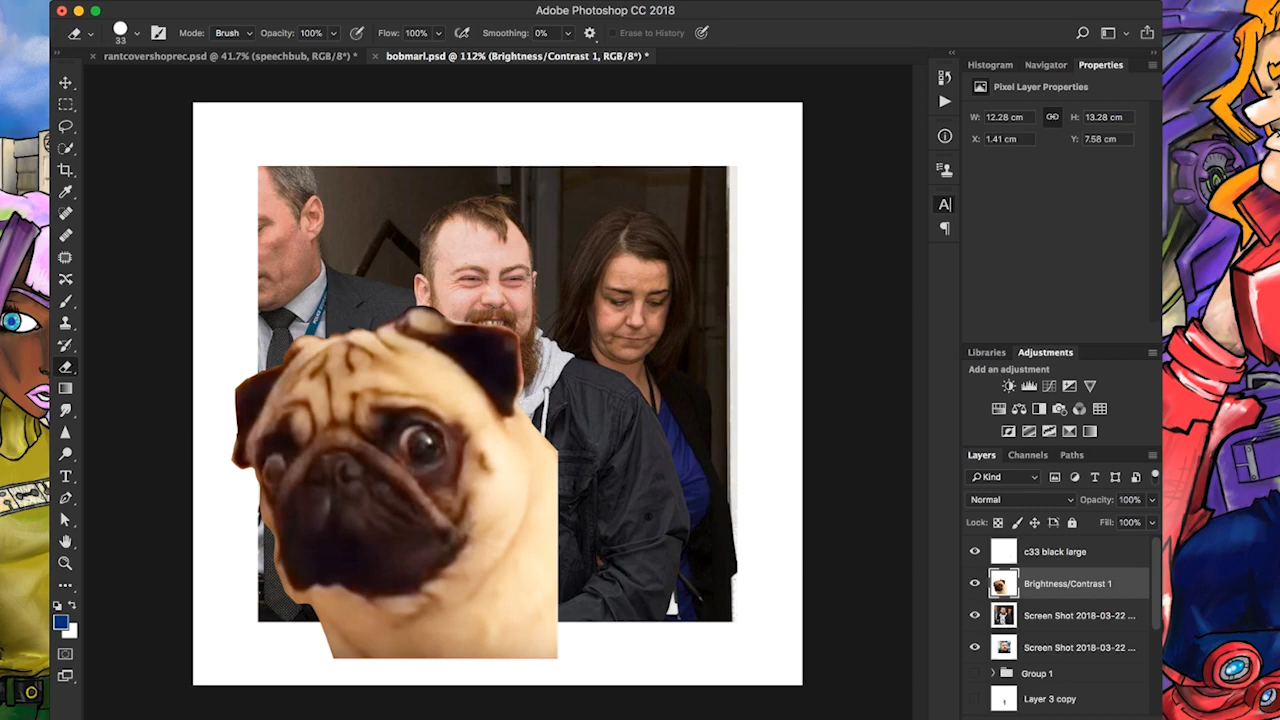 Adobe Photoshop CC 2018
33 Mode: Brush Opacity: 100% Flow: 100% Smoothing: 0% Erase to History
rantcovershoprec.psd @ 41.7% (speechbub, RGB/8*) * bobmarl.psd @ 112% (Brightness/Contrast 1, RGB/8*) *
Histogram Navigator Properties
Pixel Layer Properties
W: 12.28 cm H: 13.28 cm
X: 1.41 cm Y: 7.58 cm
Libraries Adjustments
Add an adjustment
Layers Channels Paths
Kind
Normal Opacity: 100%
Lock: Fill: 100%
c33 black large
Brightness/Contrast 1
Screen Shot 2018-03-22 ...
Screen Shot 2018-03-22 ...
Group 1
Layer 3 copy